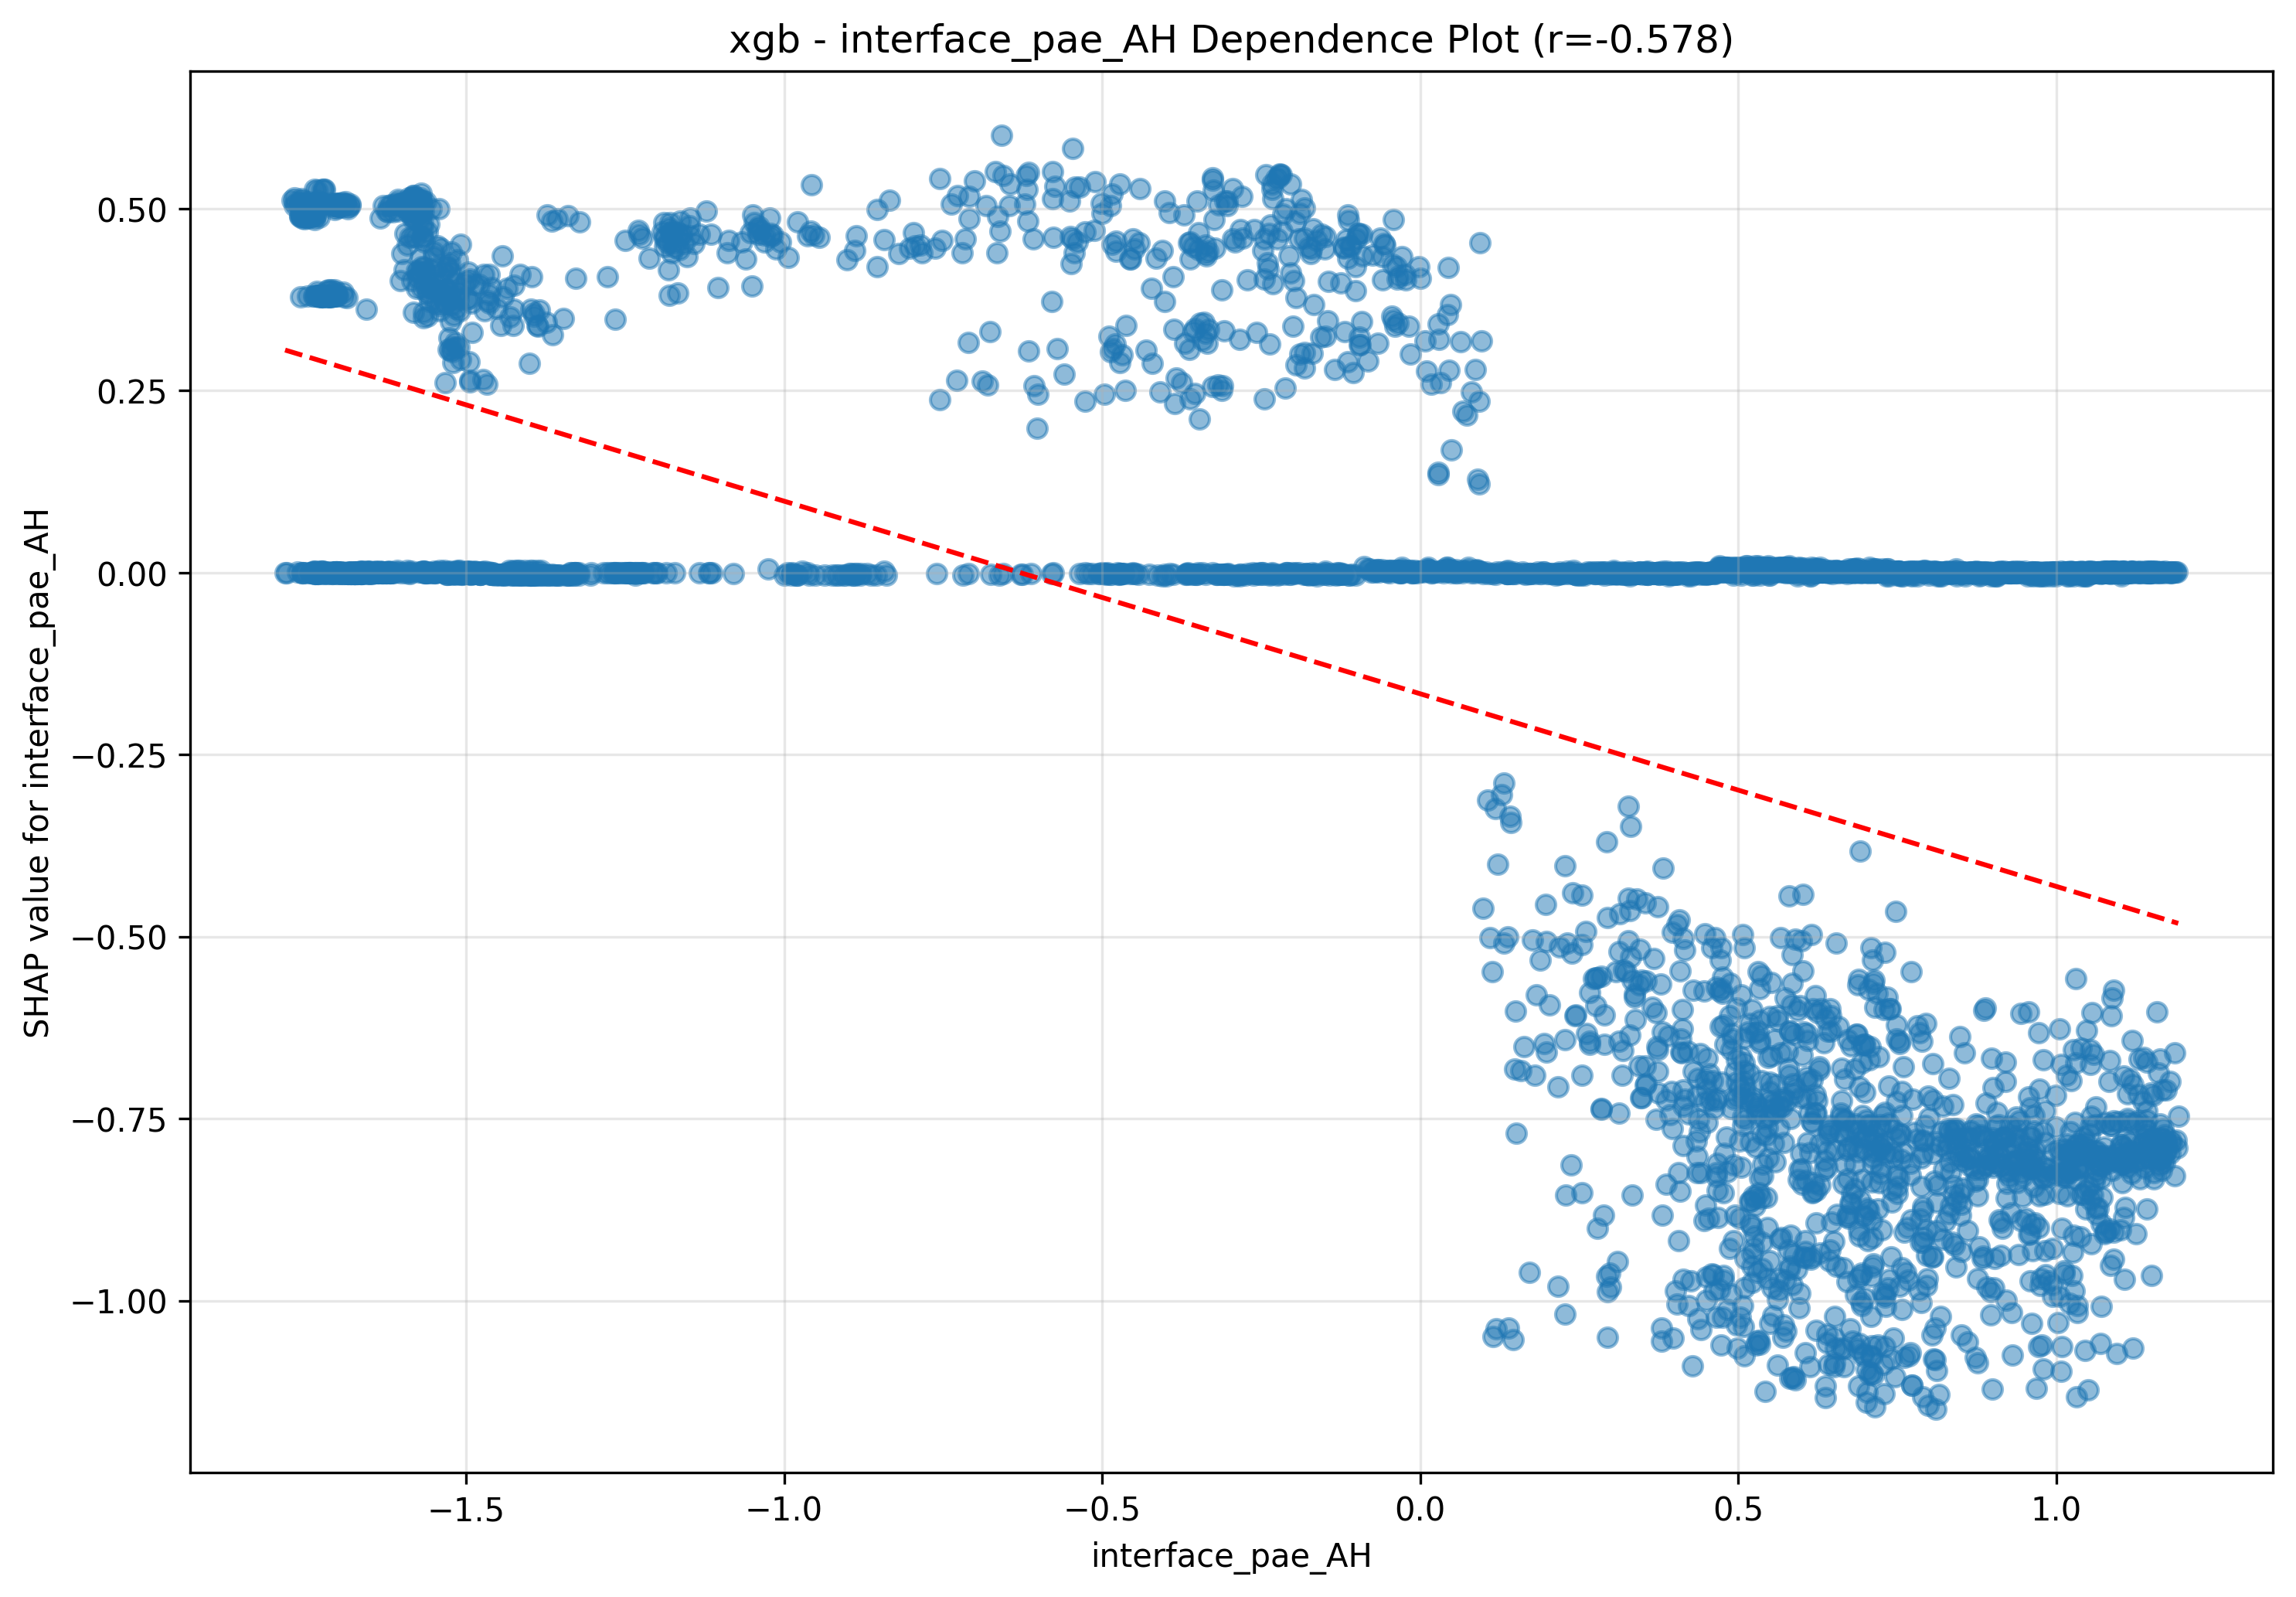 xgb - interface_pae_AH Dependence Plot (r=-0.578)
SHAP value for interface_pae_AH
0.50
0.25
0.00
−0.25
−0.50
−0.75
−1.00
−1.5 −1.0 −0.5 0.0 0.5 1.0
interface_pae_AH